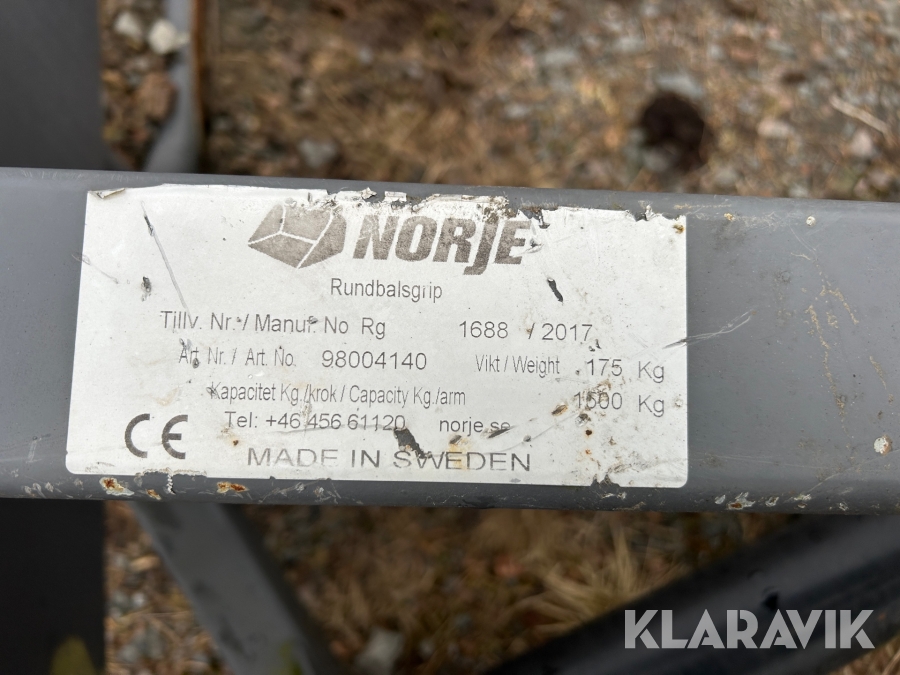 NORJE
Rundbalsgrip
Tillv. Nr. / Manuf. No Rg 1688 / 2017
Art. Nr. / Art. No. 98004140 Vikt / Weight 175 Kg
Kapacitet Kg./krok / Capacity Kg./arm 1500 Kg
CE Tel: +46 456 61120 norje.se
MADE IN SWEDEN
KLARAVIK